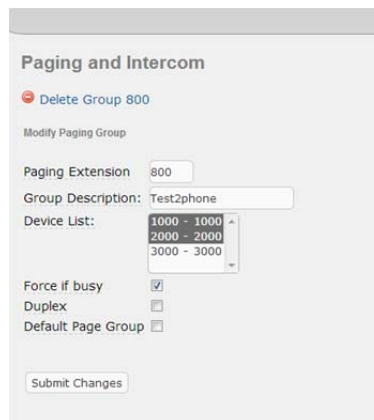 Paging and Intercom
Delete Group 800
Modify Paging Group
Paging Extension 800
Group Description: Test2phone
Device List: 1000 - 1000
2000 - 2000
3000 - 3000
Force if busy
Duplex
Default Page Group
Submit Changes